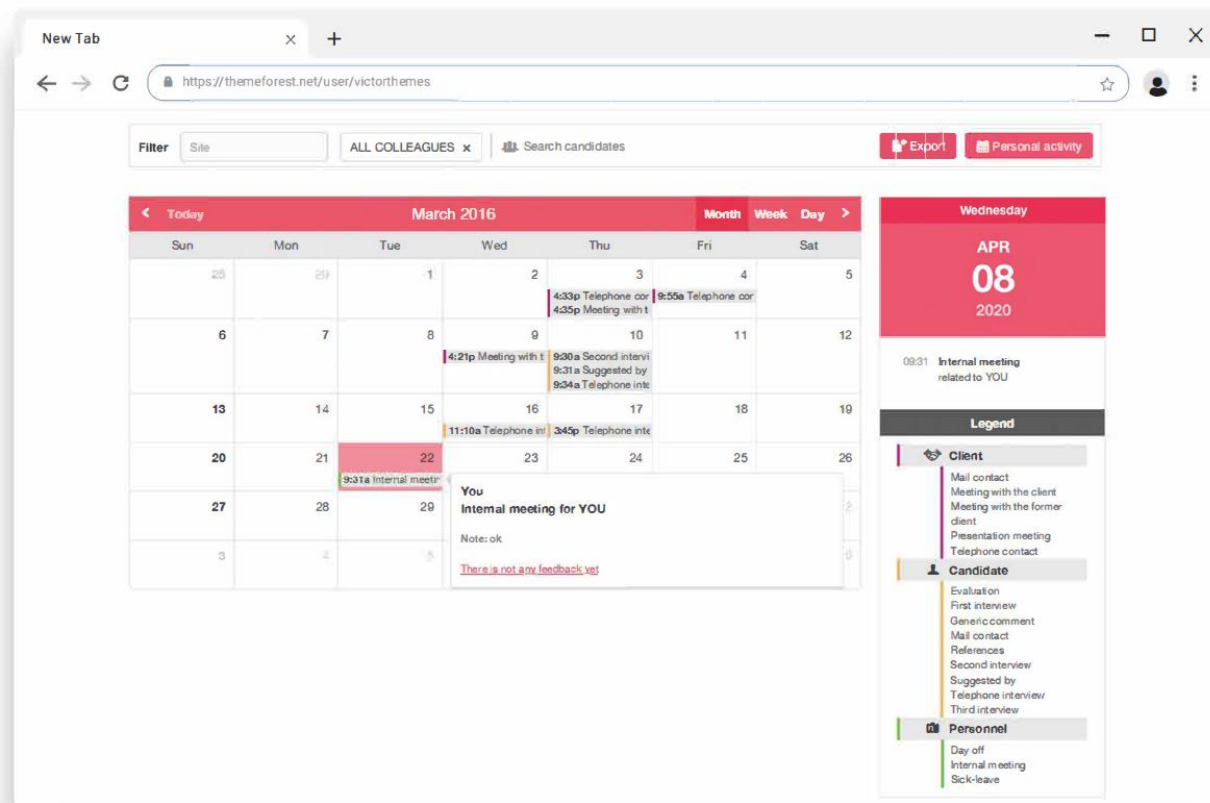 New Tab
https://themeforest.net/user/victorthemes
Filter Site ALL COLLEAGUES x Search candidates Export Personal activity
Today March 2016 Month Week Day
Sun Mon Tue Wed Thu Fri Sat
29 1 2 3 4 5
4:33p Telephone cor 9:55a Telephone cor
4:35p Meeting with t
6 7 8 9 10 11 12
4:21p Meeting with t 9:30a Second intervi
9:31a Suggested by
9:34a Telephone inte
13 14 15 16 17 18 19
11:10a Telephone int 3:45p Telephone inte
20 21 22 23 24 25 26
9:31a Internal meetin
27 28 29
3 4 5
You
Internal meeting for YOU
Note: ok
There is not any feedback yet
Wednesday
APR
08
2020
09:31 Internal meeting
related to YOU
Legend
Client
Mail contact
Meeting with the client
Meeting with the former
client
Presentation meeting
Telephone contact
Candidate
Evaluation
First interview
Generic comment
Mail contact
References
Second interview
Suggested by
Telephone interview
Third interview
Personnel
Day off
Internal meeting
Sick-leave